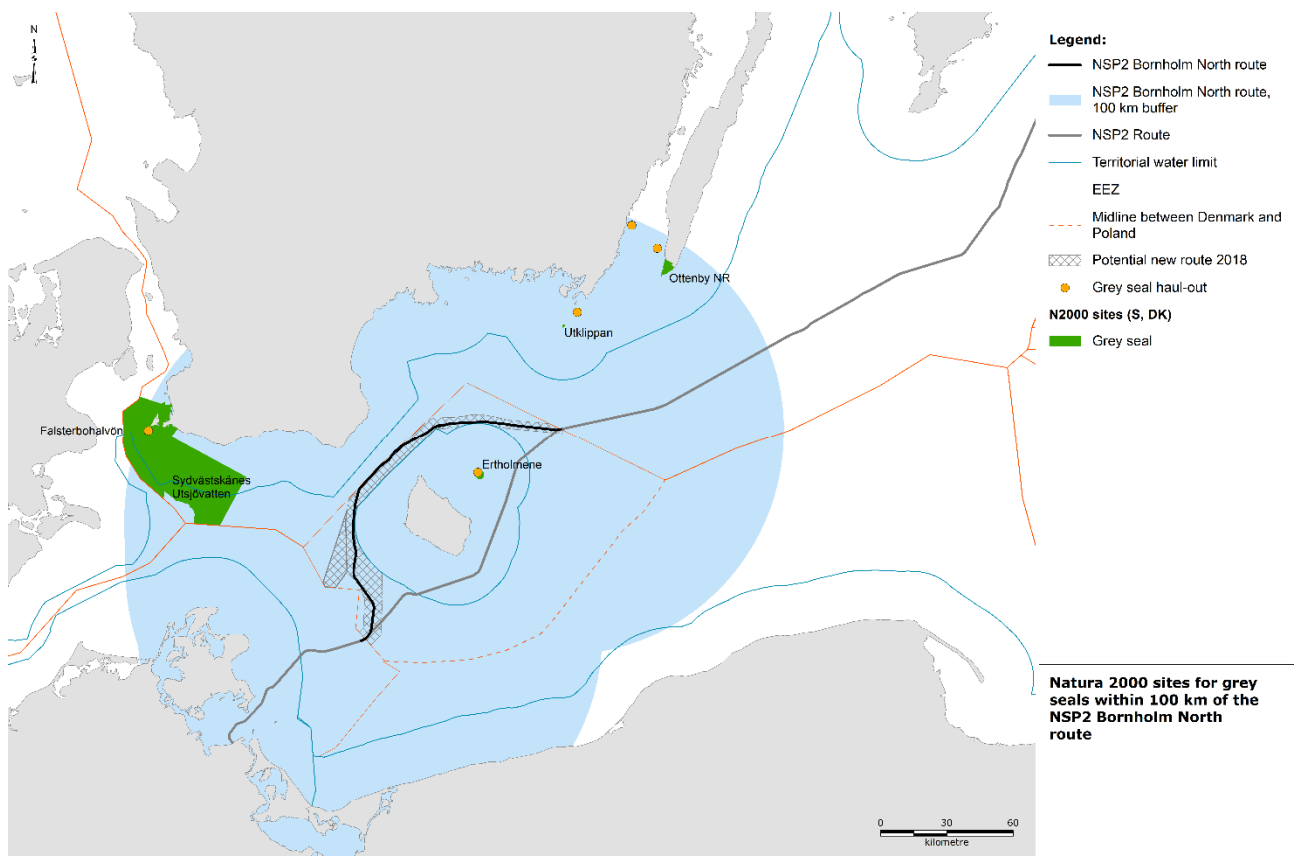 N
Ottenby NR
Utklippan
Falsterbohalvön
Ertholmene
Sydvästskånes
Utsjövatten
0 30 60
kilometre
Legend:
NSP2 Bornholm North route
NSP2 Bornholm North route,
100 km buffer
NSP2 Route
Territorial water limit
EEZ
Midline between Denmark and
Poland
Potential new route 2018
Grey seal haul-out
N2000 sites (S, DK)
Grey seal
Natura 2000 sites for grey
seals within 100 km of the
NSP2 Bornholm North
route